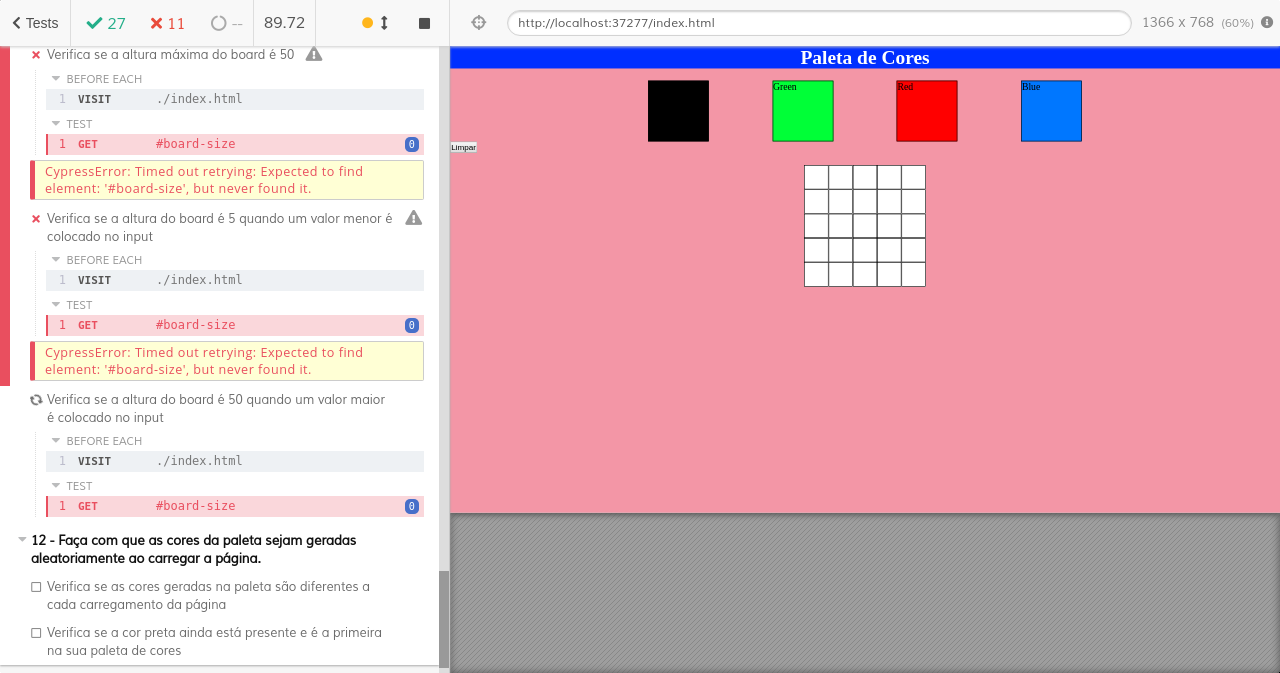 Tests 27 11 -- 89.72
http://localhost:37277/index.html 1366 x 768 (60%)
Verifica se a altura máxima do board é 50
BEFORE EACH
1 VISIT ./index.html
TEST
1 GET #board-size 0
CypressError: Timed out retrying: Expected to find
element: '#board-size', but never found it.
Verifica se a altura do board é 5 quando um valor menor é
colocado no input
BEFORE EACH
1 VISIT ./index.html
TEST
1 GET #board-size 0
CypressError: Timed out retrying: Expected to find
element: '#board-size', but never found it.
Verifica se a altura do board é 50 quando um valor maior
é colocado no input
BEFORE EACH
1 VISIT ./index.html
TEST
1 GET #board-size 0
12 - Faça com que as cores da paleta sejam geradas
aleatoriamente ao carregar a página.
Verifica se as cores geradas na paleta são diferentes a
cada carregamento da página
Verifica se a cor preta ainda está presente e é a primeira
na sua paleta de cores
Paleta de Cores
Green Red Blue
Limpar